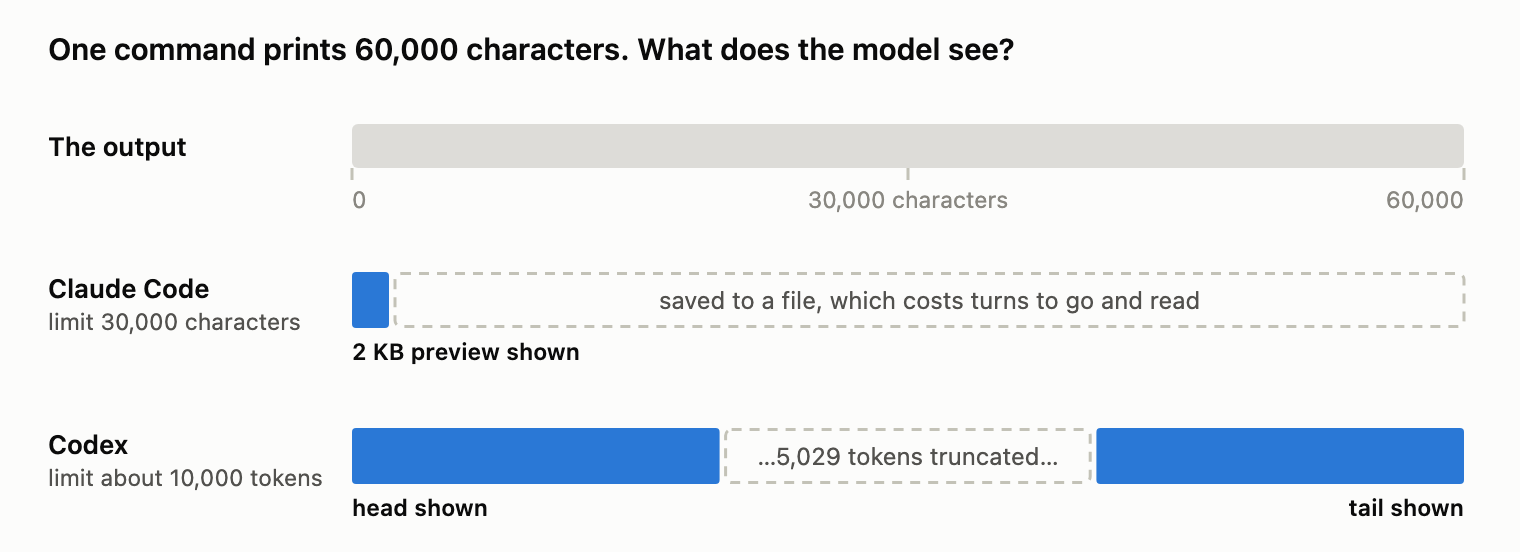 One command prints 60,000 characters. What does the model see?
The output
0
30,000 characters
60,000
Claude Code
limit 30,000 characters
saved to a file, which costs turns to go and read
2 KB preview shown
Codex
limit about 10,000 tokens
...5,029 tokens truncated...
head shown
tail shown